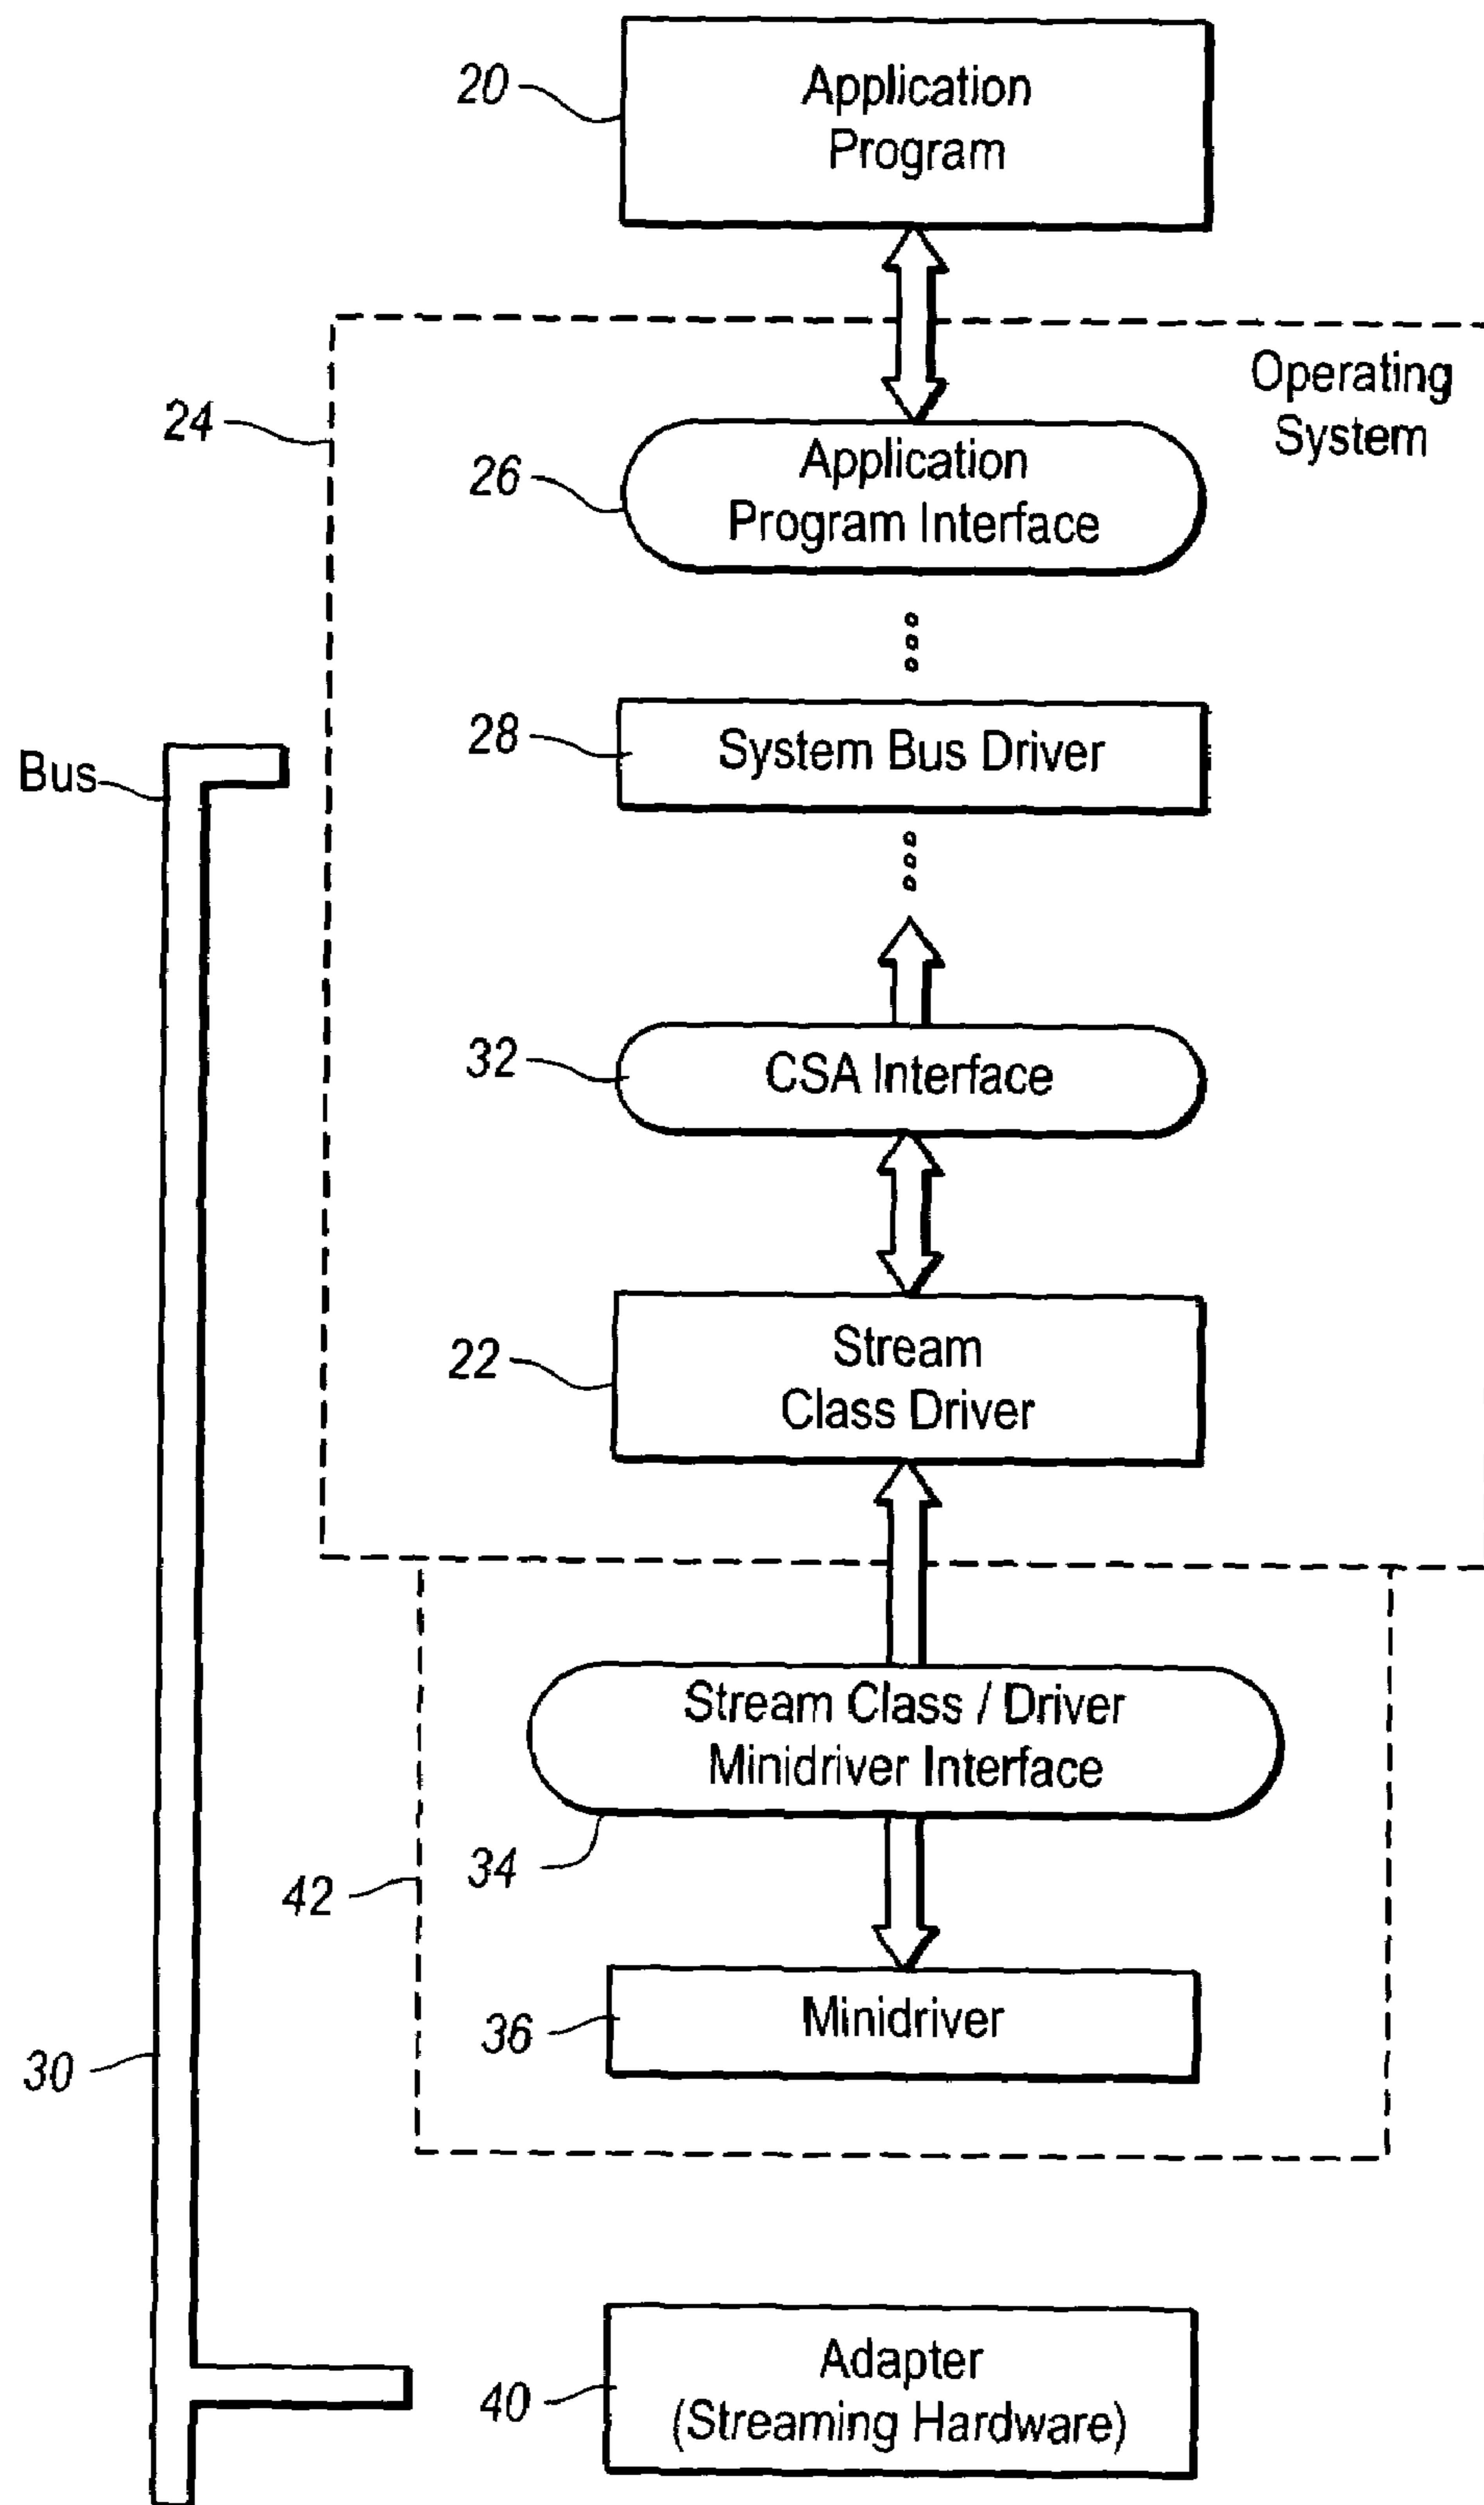 20
Application
Program
24
Operating
System
26
Application
Program Interface
28
System Bus Driver
Bus
32
CSA Interface
22
Stream
Class Driver
Stream Class / Driver
Minidriver Interface
34
42
36
Minidriver
30
40
Adapter
(Streaming Hardware)